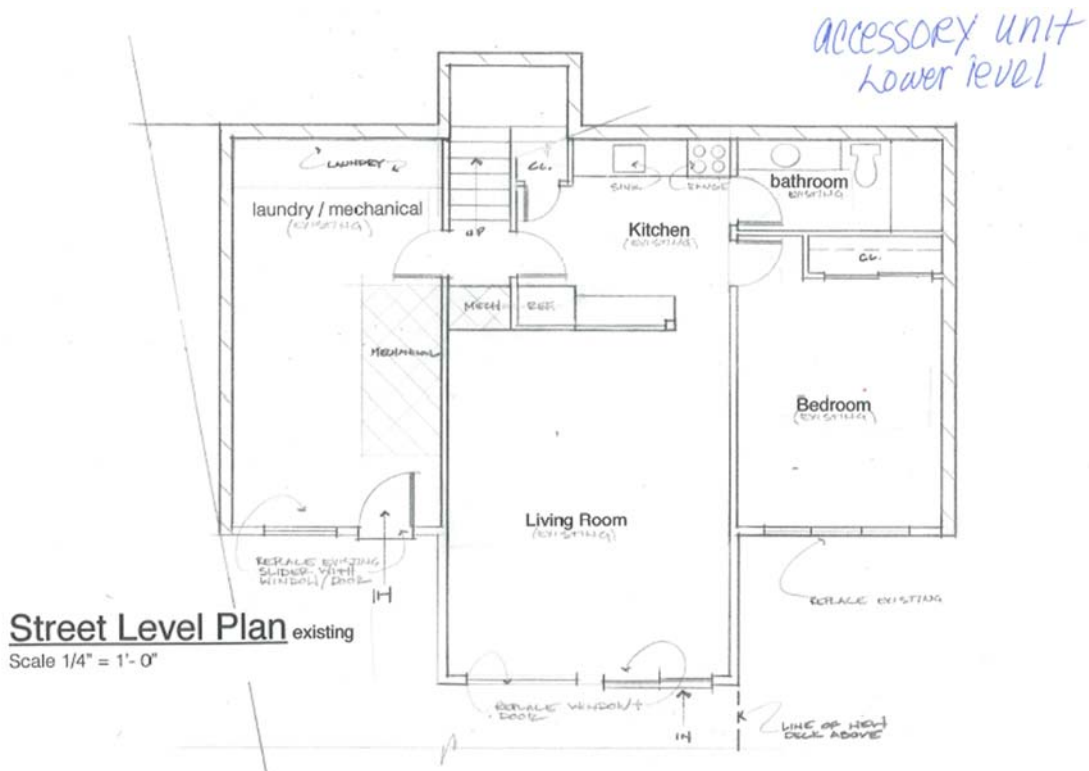 accessory unit
Lower level
LAUNDRY
laundry / mechanical
(EXISTING)
UP
CL.
SINK
RANGE
Kitchen
(EXISTING)
bathroom
EXISTING
CL.
MECH
REF.
MECHANICAL
Bedroom
(EXISTING)
Living Room
(EXISTING)
REPLACE EXISTING
SLIDER WITH
WINDOW/DOOR
IN
REPLACE EXISTING
Street Level Plan existing
Scale 1/4" = 1'- 0"
REPLACE WINDOW +
DOOR
IN
LINE OF NEW
DECK ABOVE